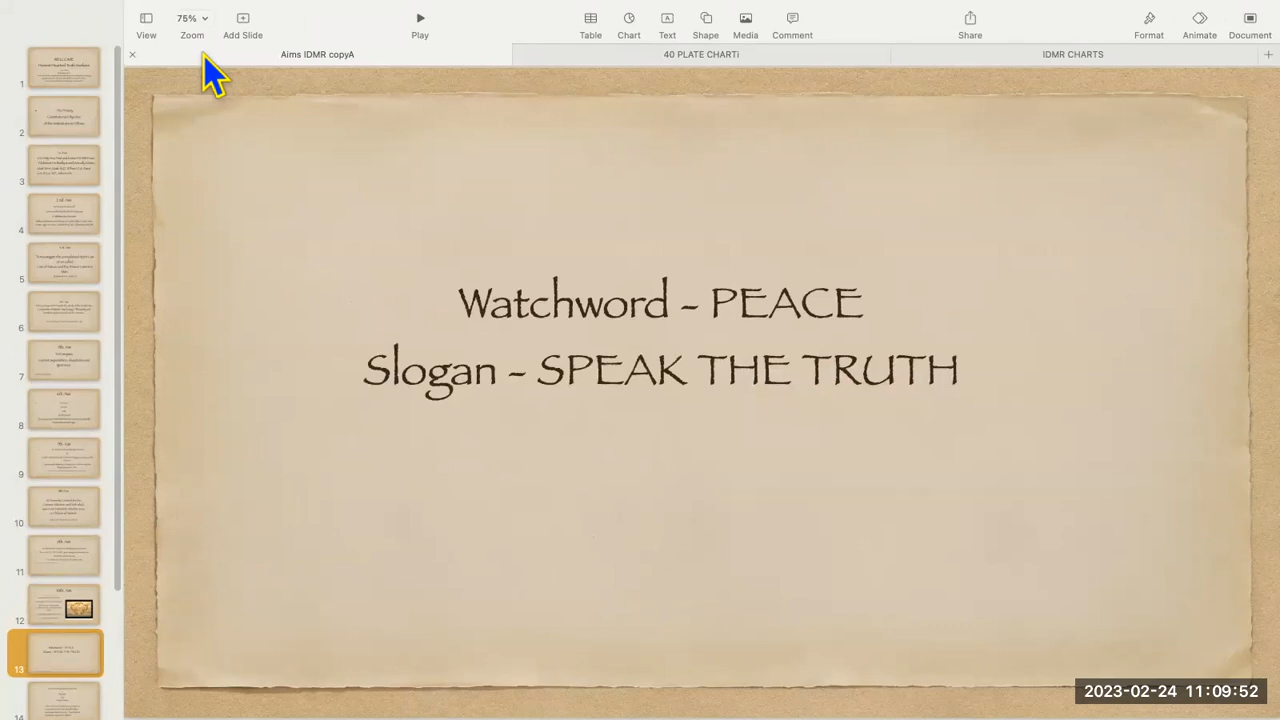 75%
View
Zoom
Add Slide
Play
Table
Chart
Text
Media
Shape
Comment
Share
Format
Animate
Document
Aims IDMR copyA
40 PLATE CHARTi
IDMR CHARTS
Watchword - PEACE
Slogan - SPEAK THE TRUTH
1
2
3
4
5
6
7
8
9
10
11
12
13
14
2023-02-24 11:09:52